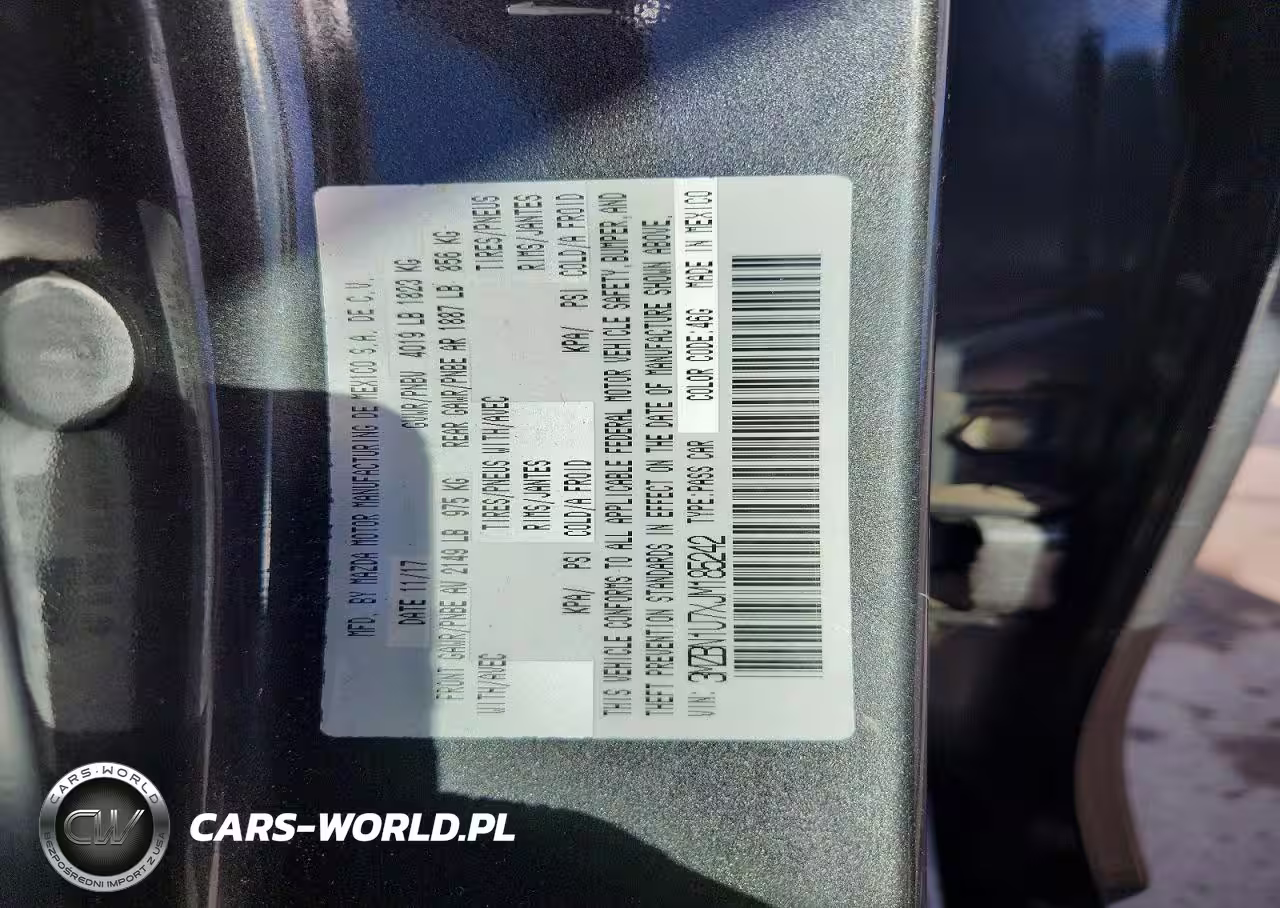 MFD. BY MAZDA MOTOR MANUFACTURING DE MEXICO S.A. DE C.V.
DATE 11/17 GVWR/PNBV 4019 LB 1823 KG
FRONT GAWR/PNBE AV 2149 LB 975 KG REAR GAWR/PNBE AR 1887 LB 856 KG
WITH/AVEC TIRES/PNEUS WITH/AVEC TIRES/PNEUS
RIMS/JANTES RIMS/JANTES
KPA/ PSI COLD/A FROID KPA/ PSI COLD/A FROID
THIS VEHICLE CONFORMS TO ALL APPLICABLE FEDERAL MOTOR VEHICLE SAFETY, BUMPER, AND
THEFT PREVENTION STANDARDS IN EFFECT ON THE DATE OF MANUFACTURE SHOWN ABOVE.
VIN: 3MZBN1U7XJM185242 TYPE:PASS CAR COLOR CODE:46G MADE IN MEXICO
CARS-WORLD
CW
BEZPOŚREDNI IMPORT Z USA
CARS-WORLD.PL